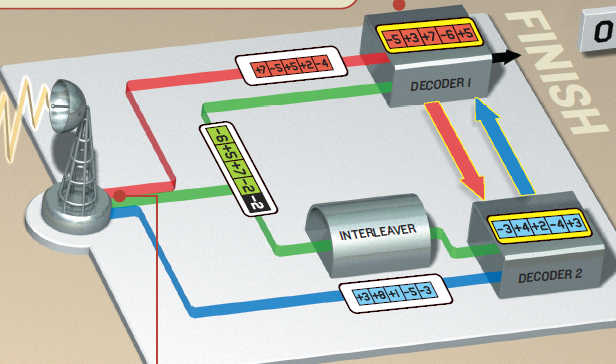 -5 +3 +7 -6 +5
+7 -5 +5 +2 -4
DECODER 1
FINISH
0
-6 +5 +7 -2 -2
INTERLEAVER
-3 +4 +2 -4 +3
DECODER 2
+3 +8 +1 -5 -3